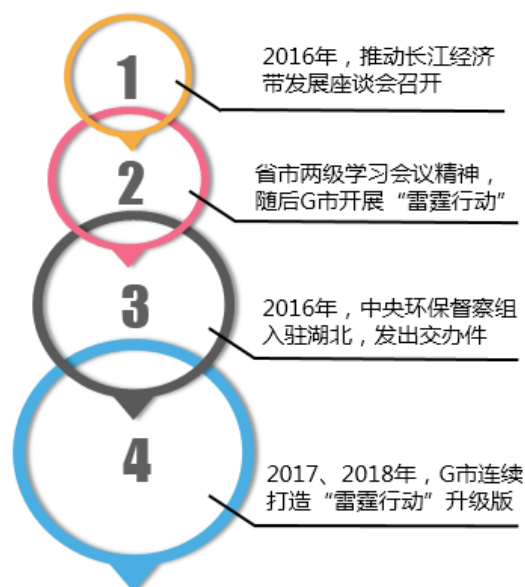 1
2016年，推动长江经济
带发展座谈会召开
2
省市两级学习会议精神，
随后G市开展“雷霆行动”
3
2016年，中央环保督察组
入驻湖北，发出交办件
4
2017、2018年，G市连续
打造“雷霆行动”升级版